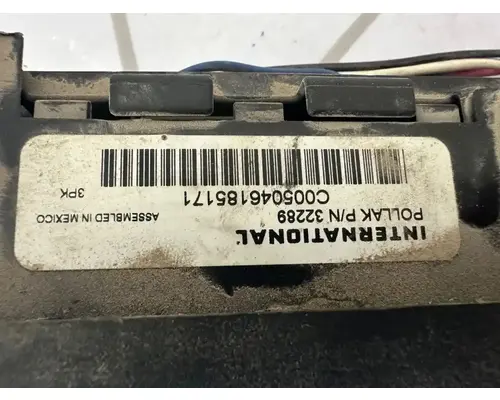 INTERNATIONAL
POLLAK P/N 32289
C005046185171
ASSEMBLED IN MEXICO 3PK